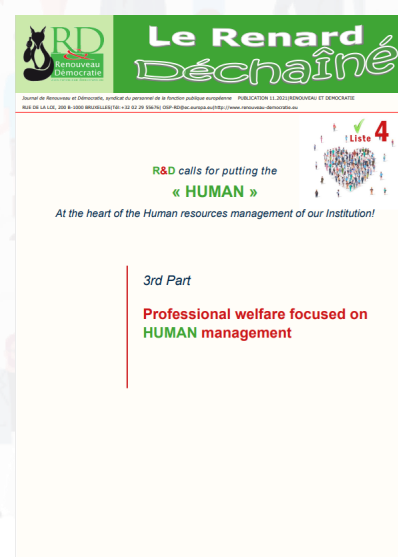 RD
Renouveau
&
Démocratie
Le Renard
Déchaîné
Journal de Renouveau et Démocratie, syndicat du personnel de la fonction publique européenne PUBLICATION 11.2021|RENOUVEAU ET DEMOCRATIE
RUE DE LA LOI, 200 B-1000 BRUXELLES|Tél:+32 02 29 55676| OSP-RD@ec.europa.eu|http://www.renouveau-democratie.eu
Liste 4
R&D calls for putting the
« HUMAN »
At the heart of the Human resources management of our Institution!
3rd Part
Professional welfare focused on
HUMAN management